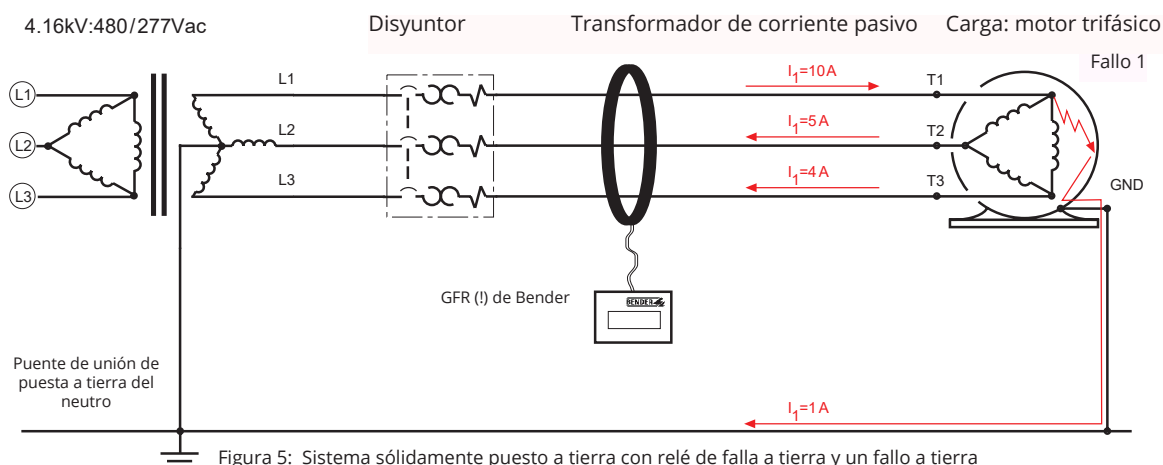 4.16kV:480/277Vac
Disyuntor
Transformador de corriente pasivo
Carga: motor trifásico
Fallo 1
L1
L2
L3
L1
L2
L3
I1=10A
I1=5A
I1=4A
T1
T2
T3
GND
GFR (!) de Bender
BENDER
Puente de unión de
puesta a tierra del
neutro
I1=1A
Figura 5: Sistema sólidamente puesto a tierra con relé de falla a tierra y un fallo a tierra